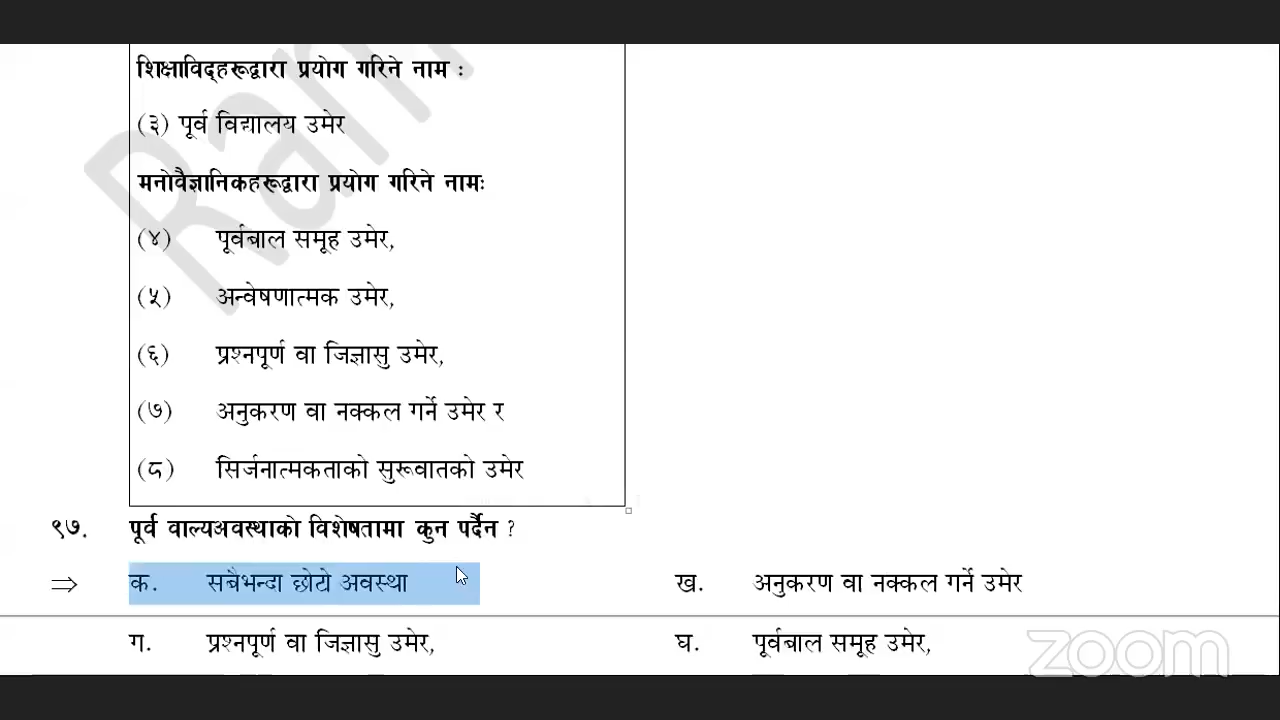 शिक्षाविद्हरूद्वारा प्रयोग गरिने नाम :
(३) पूर्व विद्यालय उमेर
मनोवैज्ञानिकहरूद्वारा प्रयोग गरिने नामः
(४) पूर्वबाल समूह उमेर,
(५) अन्वेषणात्मक उमेर,
(६) प्रश्नपूर्ण वा जिज्ञासु उमेर,
(७) अनुकरण वा नक्कल गर्ने उमेर र
(८) सिर्जनात्मकताको सुरूवातको उमेर
९७. पूर्व वाल्यअवस्थाको विशेषतामा कुन पर्दैन ?
⇒ क. सबैभन्दा छोटो अवस्था ख. अनुकरण वा नक्कल गर्ने उमेर
ग. प्रश्नपूर्ण वा जिज्ञासु उमेर, घ. पूर्वबाल समूह उमेर,
zoom